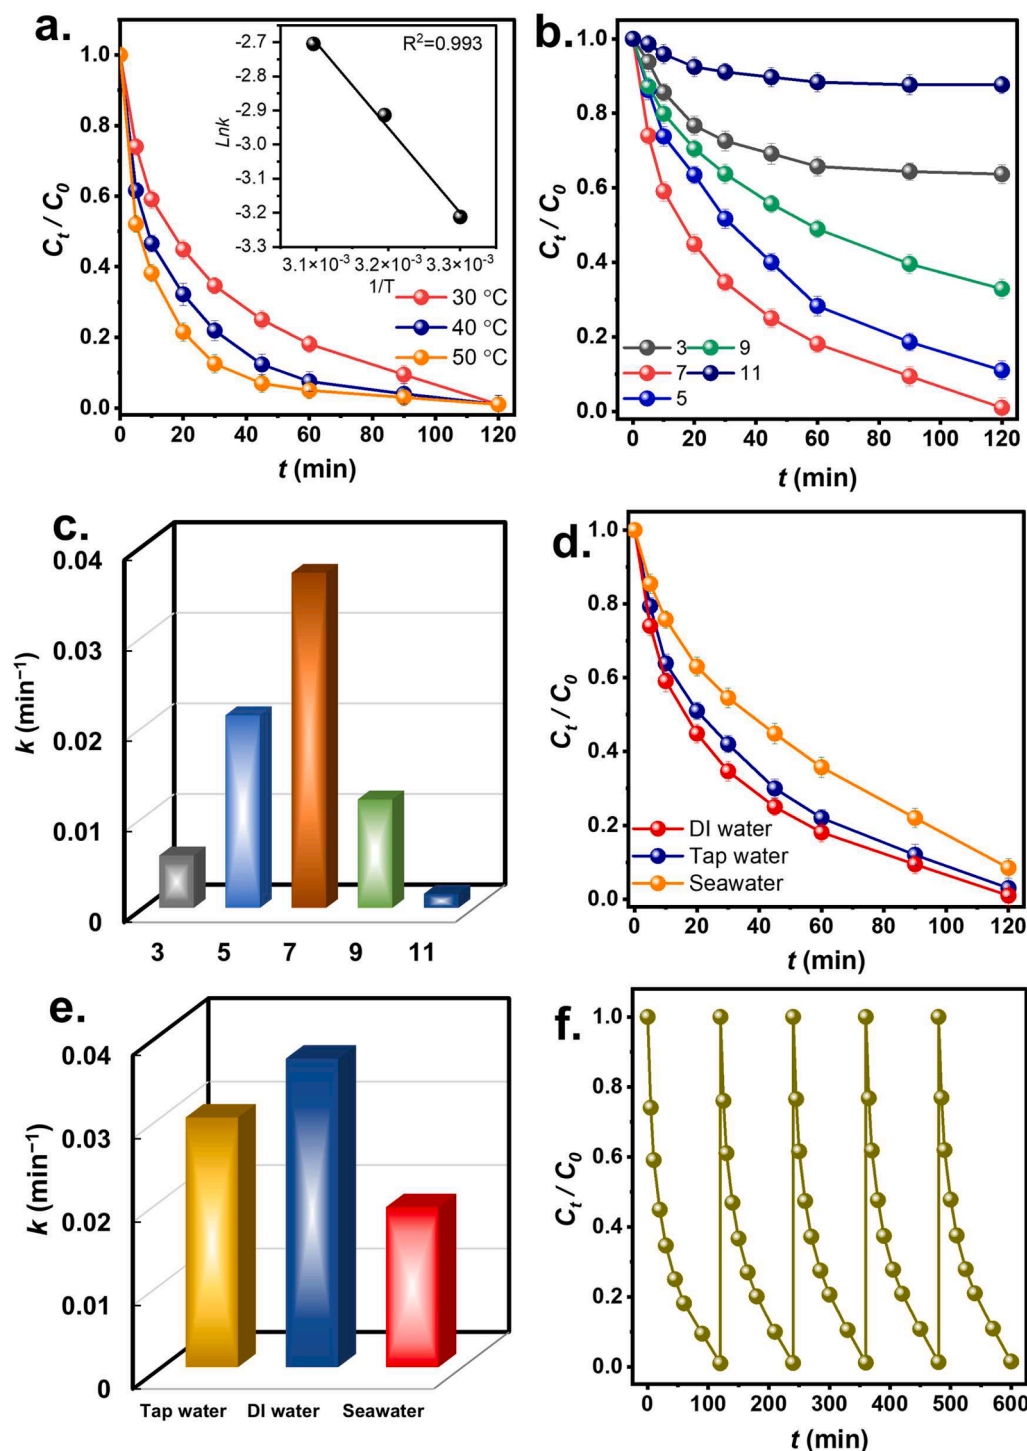 a.
R²=0.993
-2.7
-2.8
-2.9
-3.0
-3.1
-3.2
-3.3
Lnk
3.1×10⁻³ 3.2×10⁻³ 3.3×10⁻³
1/T
30 °C
40 °C
50 °C
1.0
0.8
0.6
0.4
0.2
0.0
Cₜ / C₀
0 20 40 60 80 100 120
t (min)
b.
1.0
0.8
0.6
0.4
0.2
0.0
Cₜ / C₀
3 9
7 11
5
0 20 40 60 80 100 120
t (min)
c.
0.04
0.03
0.02
0.01
0
k (min⁻¹)
3 5 7 9 11
d.
1.0
0.8
0.6
0.4
0.2
0.0
Cₜ / C₀
DI water
Tap water
Seawater
0 20 40 60 80 100 120
t (min)
e.
0.04
0.03
0.02
0.01
0
k (min⁻¹)
Tap water DI water Seawater
f.
1.0
0.8
0.6
0.4
0.2
0.0
Cₜ / C₀
0 100 200 300 400 500 600
t (min)